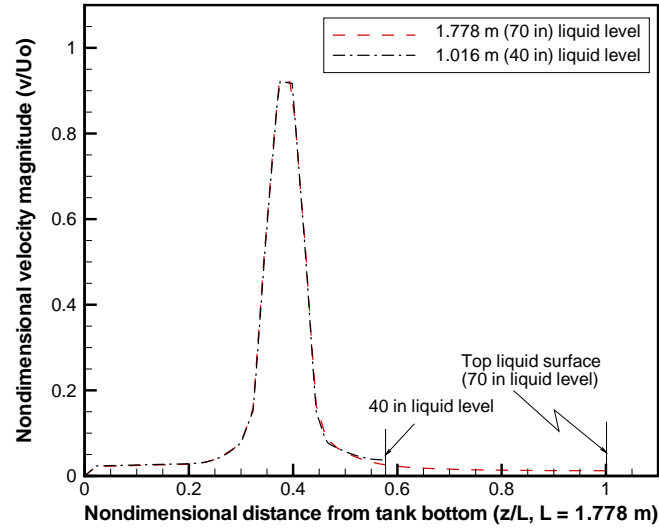 1.778 m (70 in) liquid level
1.016 m (40 in) liquid level
Nondimensional velocity magnitude (v/Uo)
1
0.8
0.6
0.4
0.2
0
Top liquid surface
(70 in liquid level)
40 in liquid level
0
0.2
0.4
0.6
0.8
1
Nondimensional distance from tank bottom (z/L, L = 1.778 m)